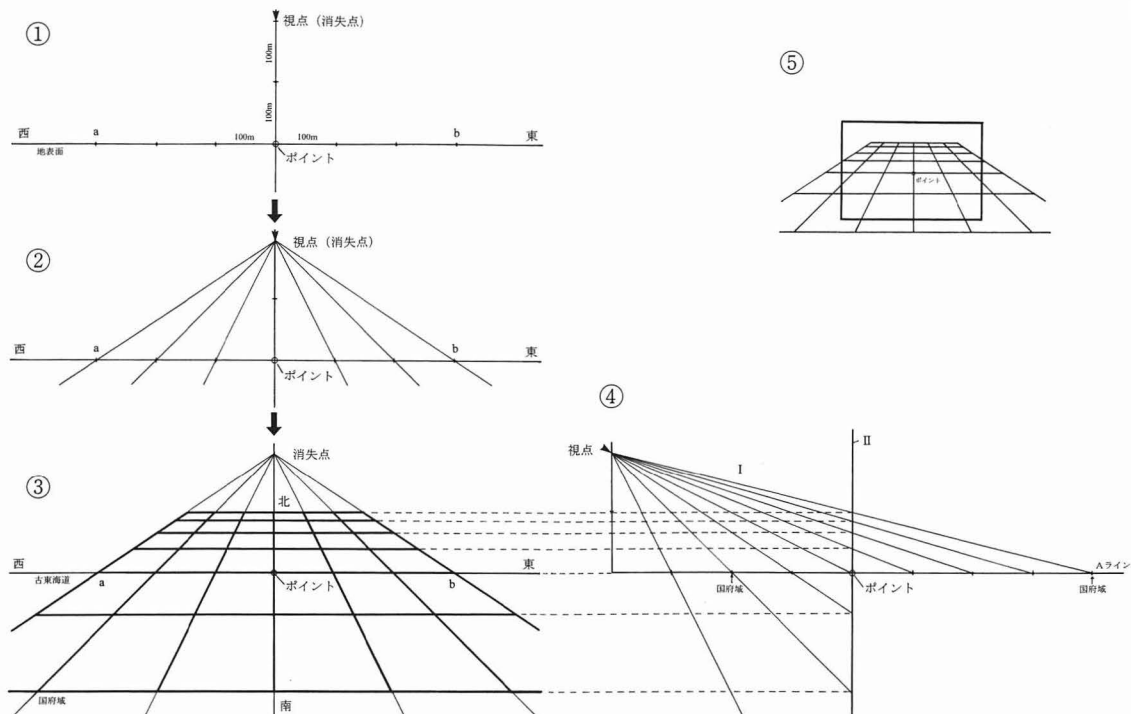 ①
視点（消失点）
100m
100m
西
a
100m
100m
b
東
地表面
ポイント
②
視点（消失点）
西
a
b
東
ポイント
③
消失点
北
西
東
古東海道
a
ポイント
b
国府域
南
④
視点
Ⅰ
Ⅱ
Aライン
国府域
ポイント
国府域
⑤
ポイント